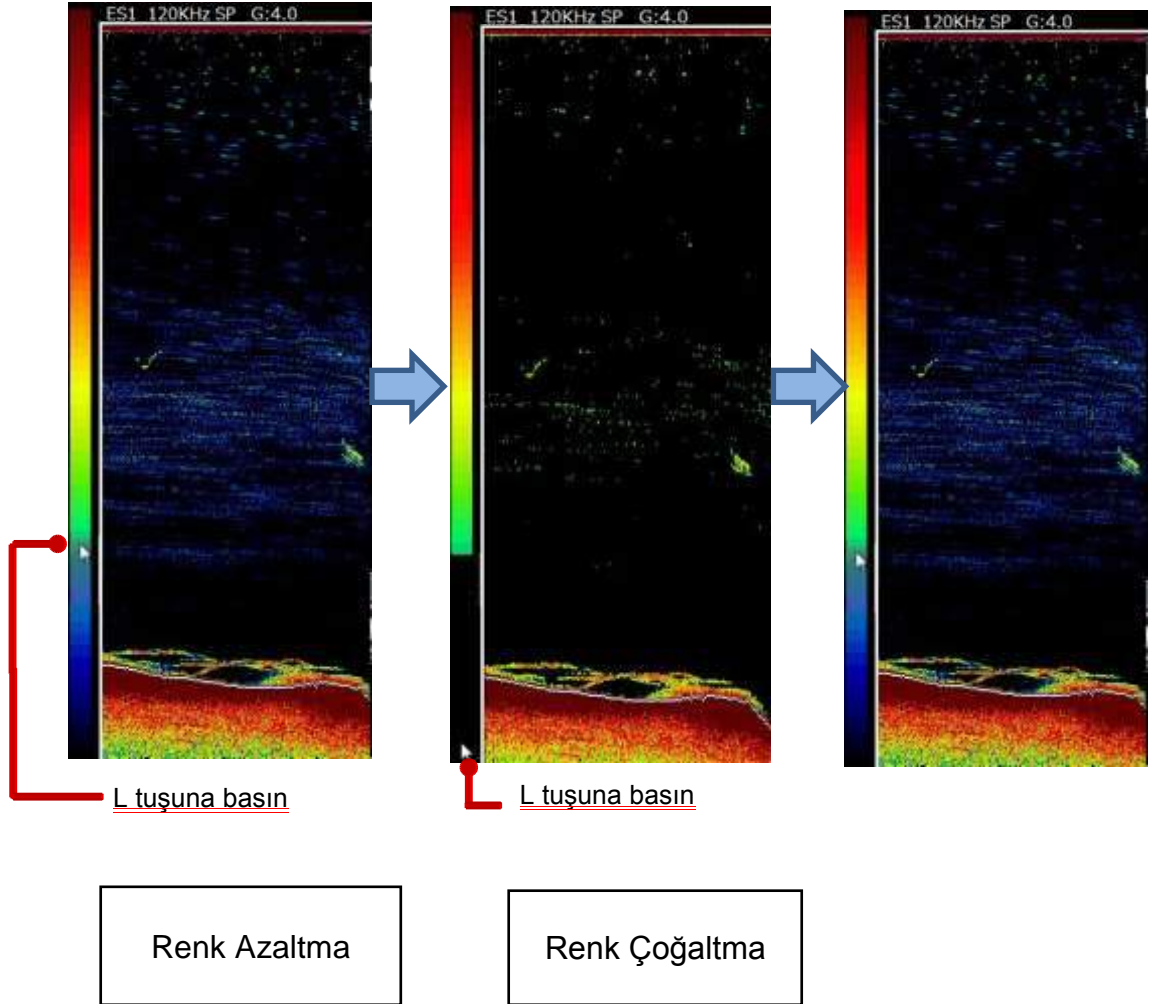 ES1 120KHz SP G:4.0
ES1 120KHz SP G:4.0
ES1 120KHz SP G:4.0
L tuşuna basın
L tuşuna basın
Renk Azaltma
Renk Çoğaltma